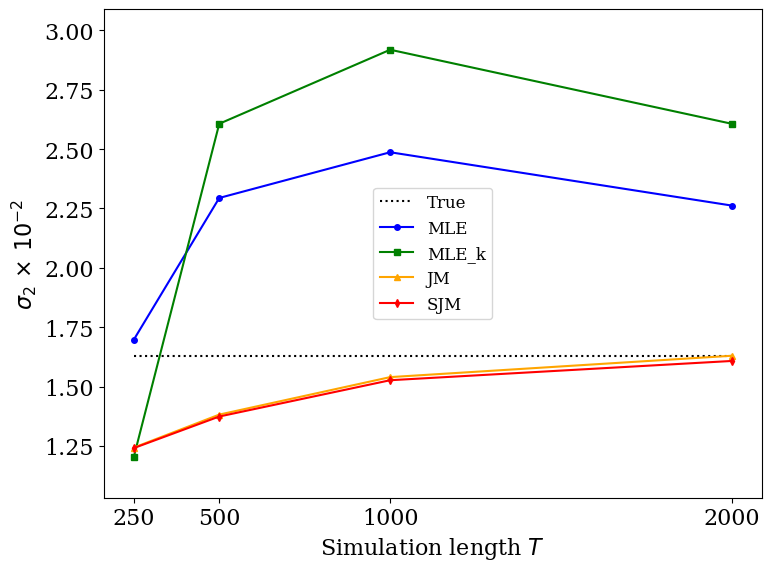 3.00
2.75
2.50
2.25
2.00
1.75
1.50
1.25
σ₂ × 10⁻²
True
MLE
MLE_k
JM
SJM
250 500 1000 2000
Simulation length T